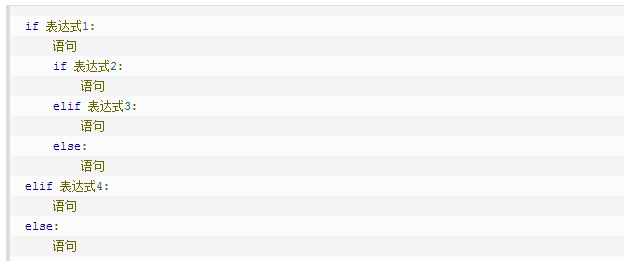 if 表达式1:
    语句
    if 表达式2:
        语句
    elif 表达式3:
        语句
    else:
        语句
elif 表达式4:
    语句
else:
    语句